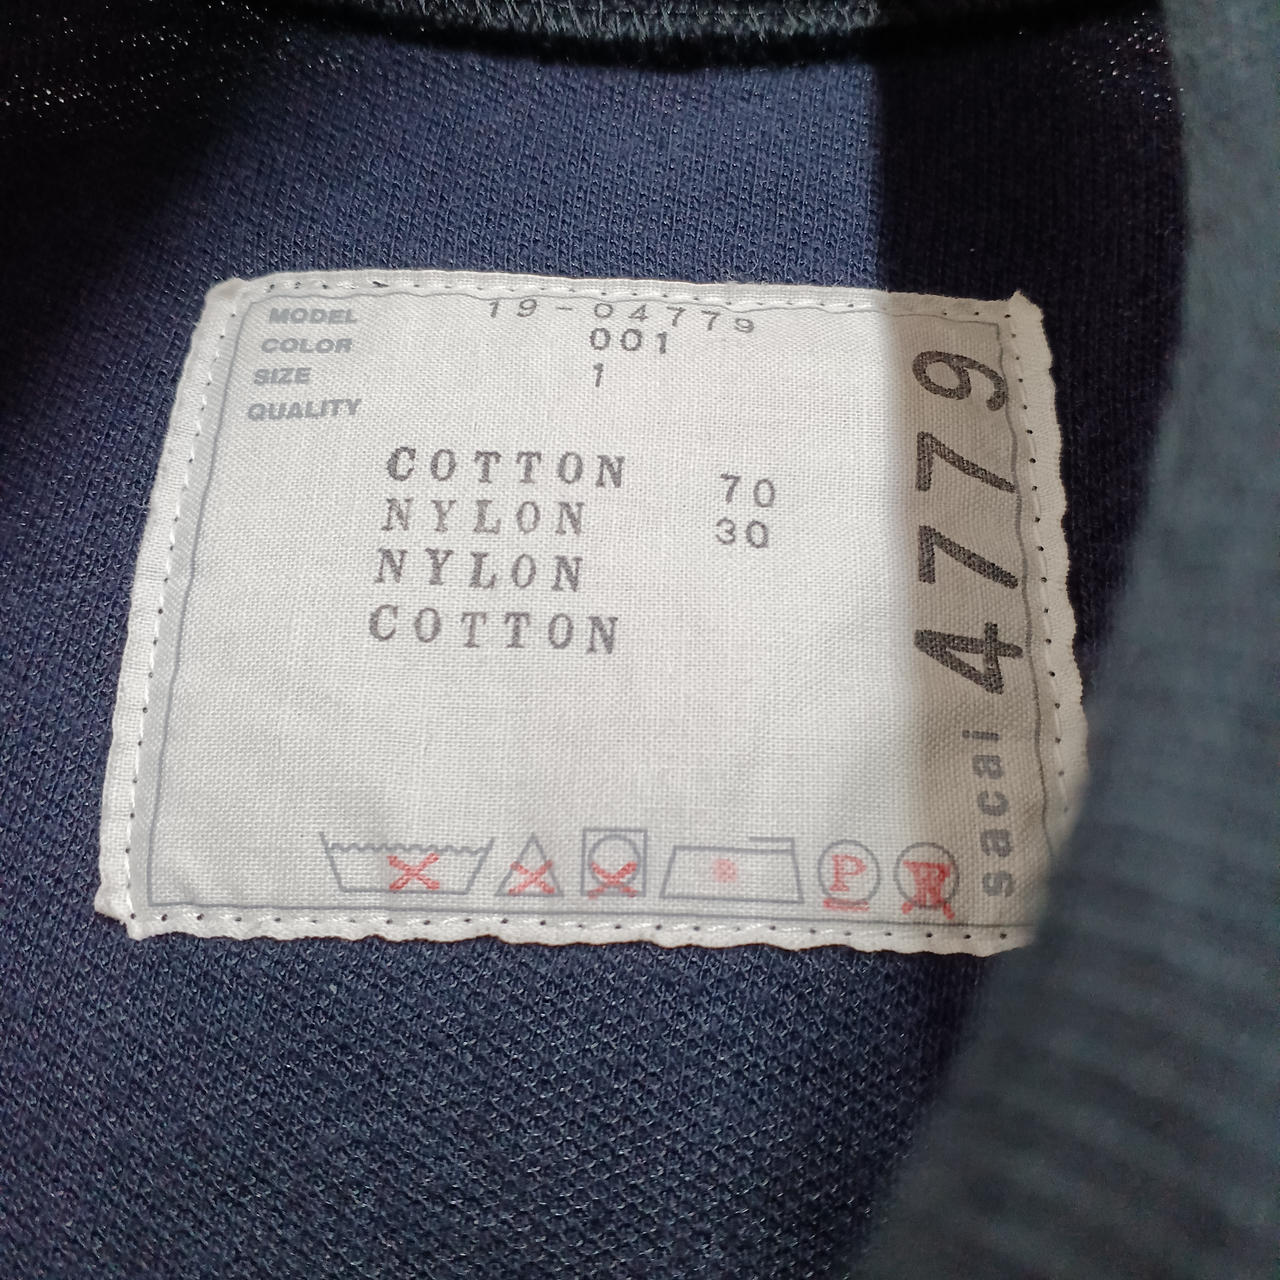 MODEL 19-04779
COLOR 001
SIZE 1
QUALITY
COTTON 70
NYLON 30
NYLON
COTTON
P
R
sacai 4779